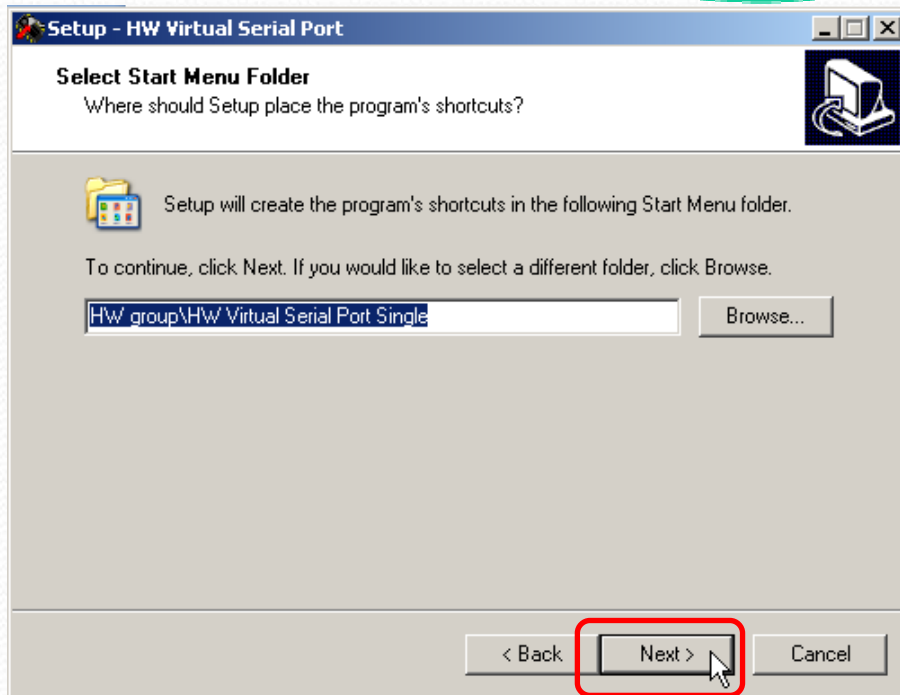 Setup - HW Virtual Serial Port
Select Start Menu Folder
Where should Setup place the program's shortcuts?
Setup will create the program's shortcuts in the following Start Menu folder.
To continue, click Next. If you would like to select a different folder, click Browse.
HW group\HW Virtual Serial Port Single
Browse...
< Back
Next >
Cancel